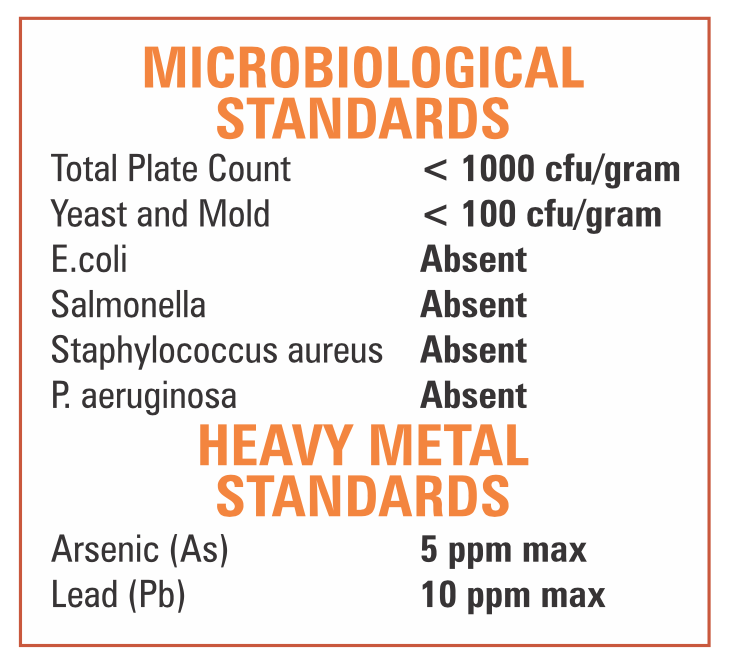 MICROBIOLOGICAL
STANDARDS
Total Plate Count < 1000 cfu/gram
Yeast and Mold < 100 cfu/gram
E.coli Absent
Salmonella Absent
Staphylococcus aureus Absent
P. aeruginosa Absent
HEAVY METAL
STANDARDS
Arsenic (As) 5 ppm max
Lead (Pb) 10 ppm max